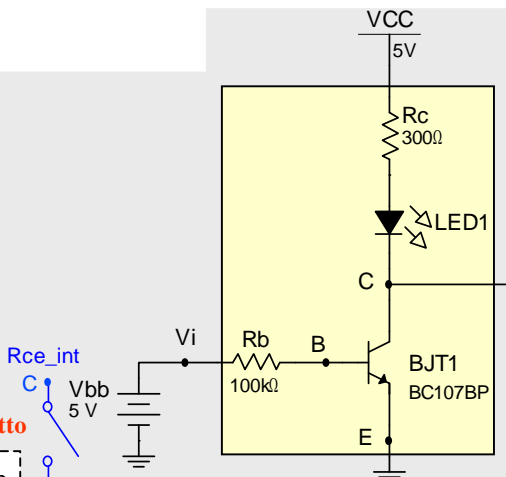 VCC
5V
Rc
300Ω
LED1
C
Vi
Rb
B
100kΩ
BJT1
BC107BP
E
Rce_int
C
Vbb
5 V
tto